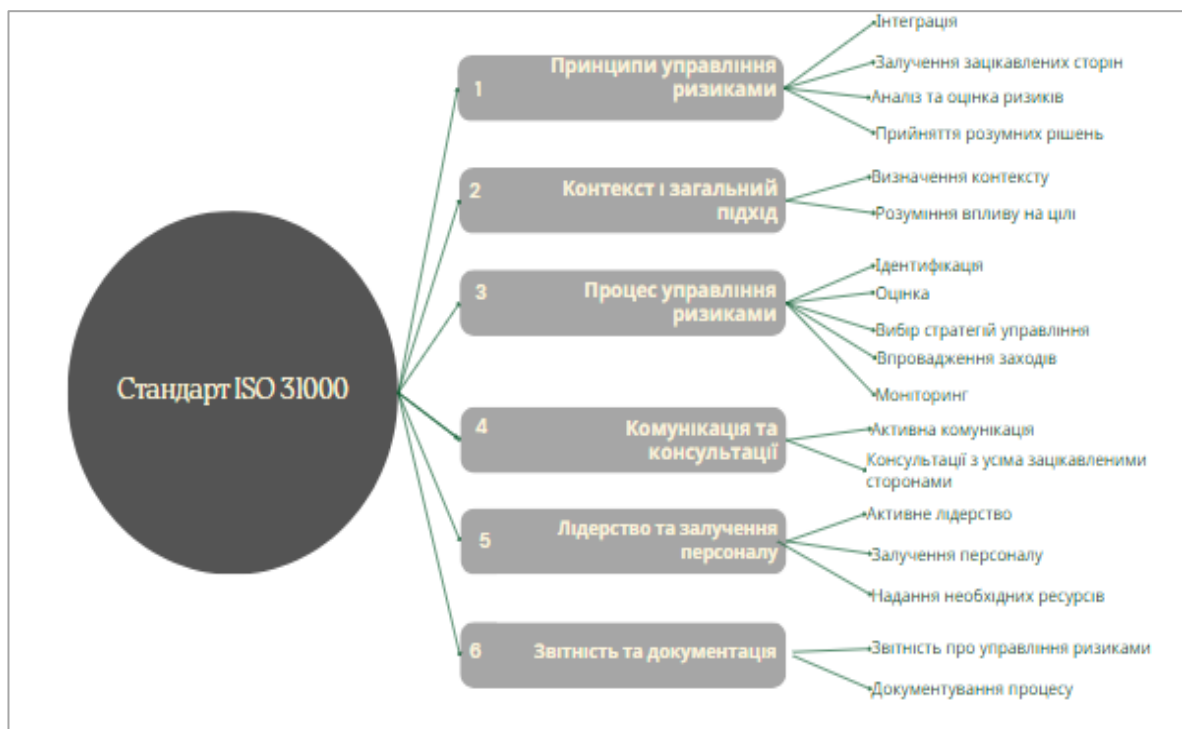 Стандарт ISO 31000
1
Принципи управління
ризиками
Інтеграція
Залучення зацікавлених сторін
Аналіз та оцінка ризиків
Прийняття розумних рішень
2
Контекст і загальний
підхід
Визначення контексту
Розуміння впливу на цілі
3
Процес управління
ризиками
Ідентифікація
Оцінка
Вибір стратегій управління
Впровадження заходів
Моніторинг
4
Комунікація та
консультації
Активна комунікація
Консультації з усіма зацікавленими
сторонами
5
Лідерство та залучення
персоналу
Активне лідерство
Залучення персоналу
Надання необхідних ресурсів
6
Звітність та документація
Звітність про управління ризиками
Документування процесу